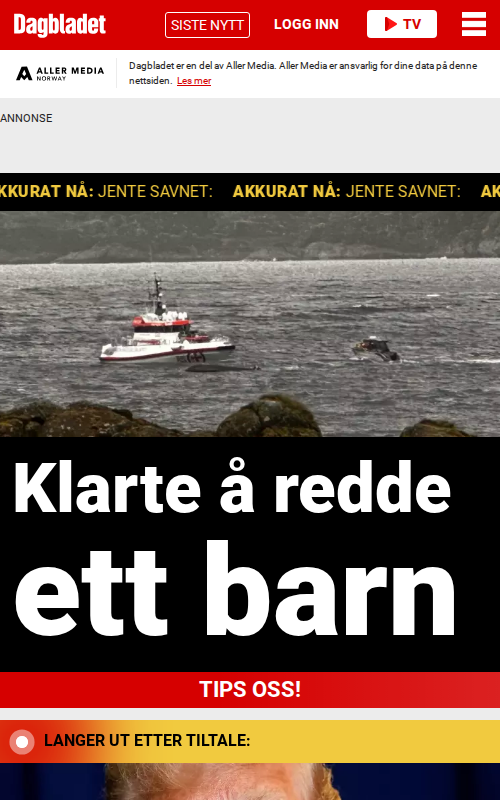 Dagbladet
SISTE NYTT
LOGG INN
TV
ALLER MEDIA
NORWAY
Dagbladet er en del av Aller Media. Aller Media er ansvarlig for dine data på denne
nettsiden. Les mer
ANNONSE
KKURAT NÅ: JENTE SAVNET: AKKURAT NÅ: JENTE SAVNET: AK
Klarte å redde
ett barn
TIPS OSS!
LANGER UT ETTER TILTALE: